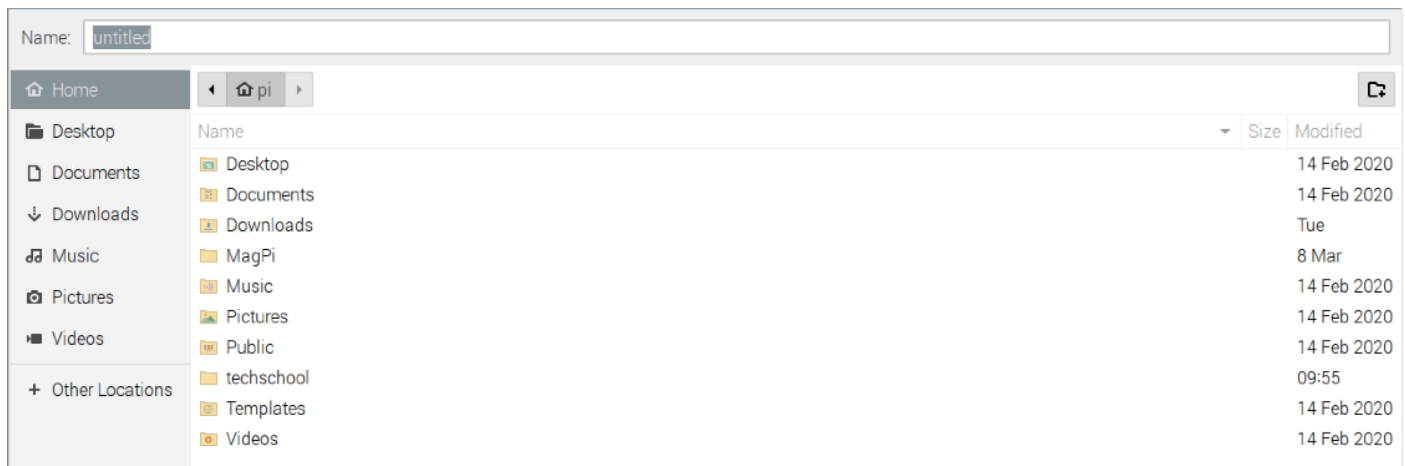 Name: untitled
Home
Desktop
Documents
Downloads
Music
Pictures
Videos
+ Other Locations
pi
Name Size Modified
Desktop 14 Feb 2020
Documents 14 Feb 2020
Downloads Tue
MagPi 8 Mar
Music 14 Feb 2020
Pictures 14 Feb 2020
Public 14 Feb 2020
techschool 09:55
Templates 14 Feb 2020
Videos 14 Feb 2020